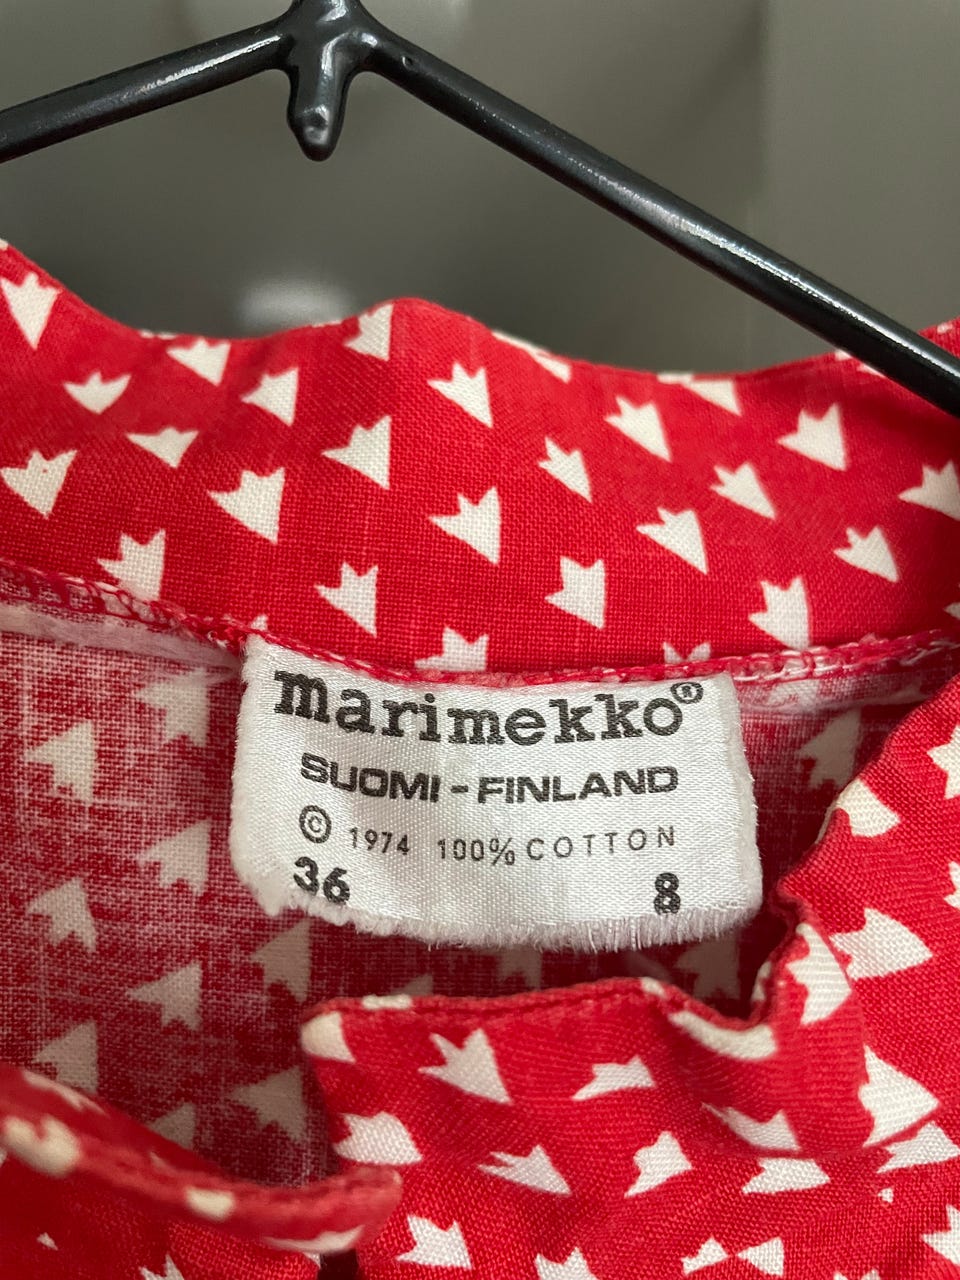 marimekko®
SUOMI - FINLAND
© 1974 100% COTTON
36 8